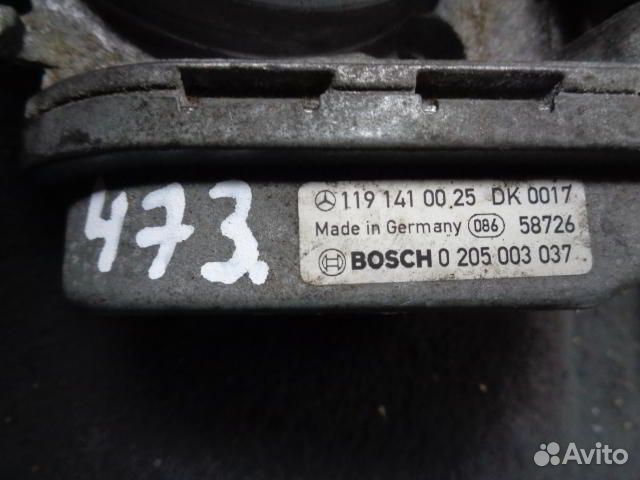 473.
119 141 00 25 DK 0017
Made in Germany 086 58726
BOSCH 0 205 003 037
Avito